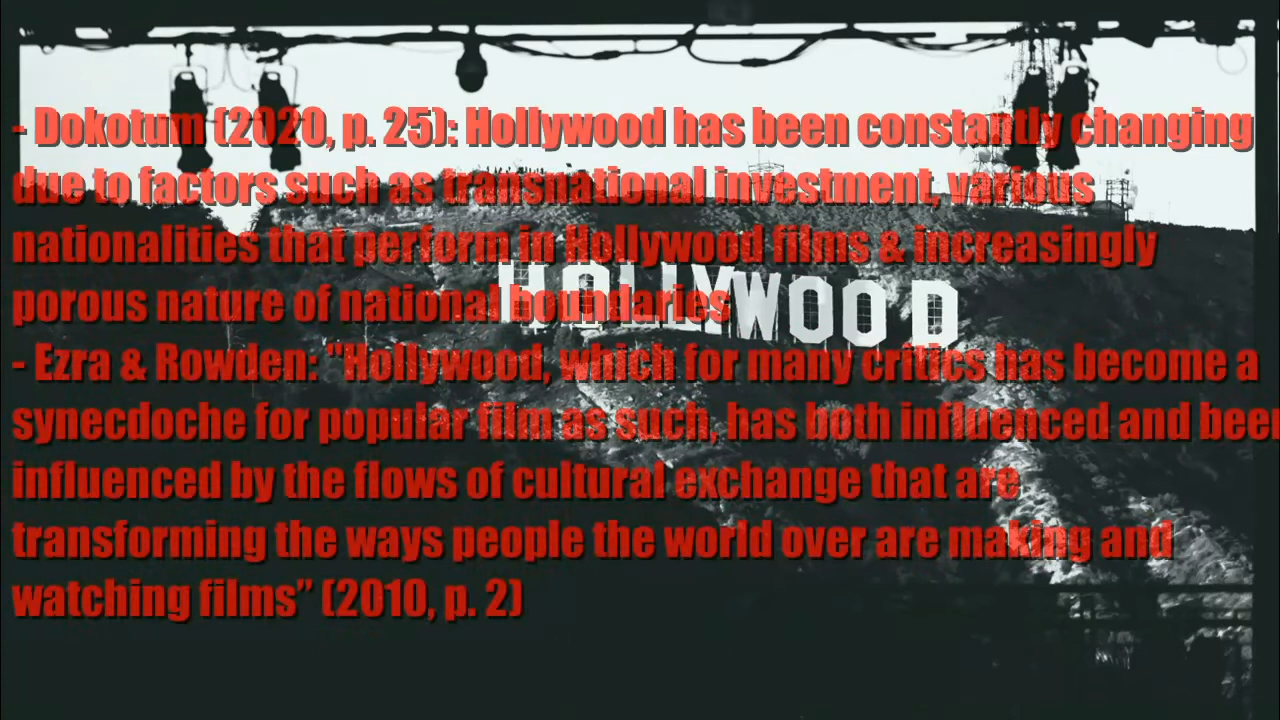 - Dokotum (2020, p. 25): Hollywood has been constantly changing
due to factors such as transnational investment, various
nationalities that perform in Hollywood films & increasingly
porous nature of national boundaries
HOLLYWOOD
- Ezra & Rowden: "Hollywood, which for many critics has become a
synecdoche for popular film as such, has both influenced and been
influenced by the flows of cultural exchange that are
transforming the ways people the world over are making and
watching films” (2010, p. 2)